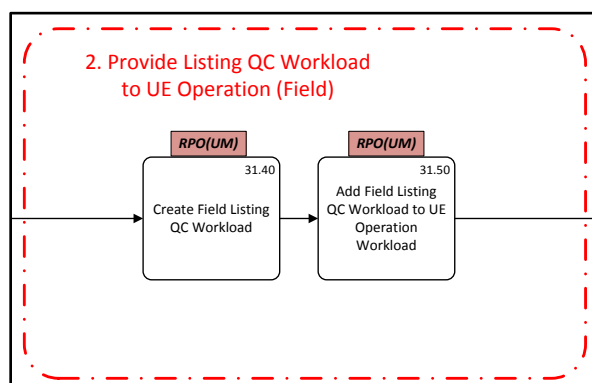 2. Provide Listing QC Workload
to UE Operation (Field)
RPO(UM)
31.40
Create Field Listing
QC Workload
RPO(UM)
31.50
Add Field Listing
QC Workload to UE
Operation
Workload